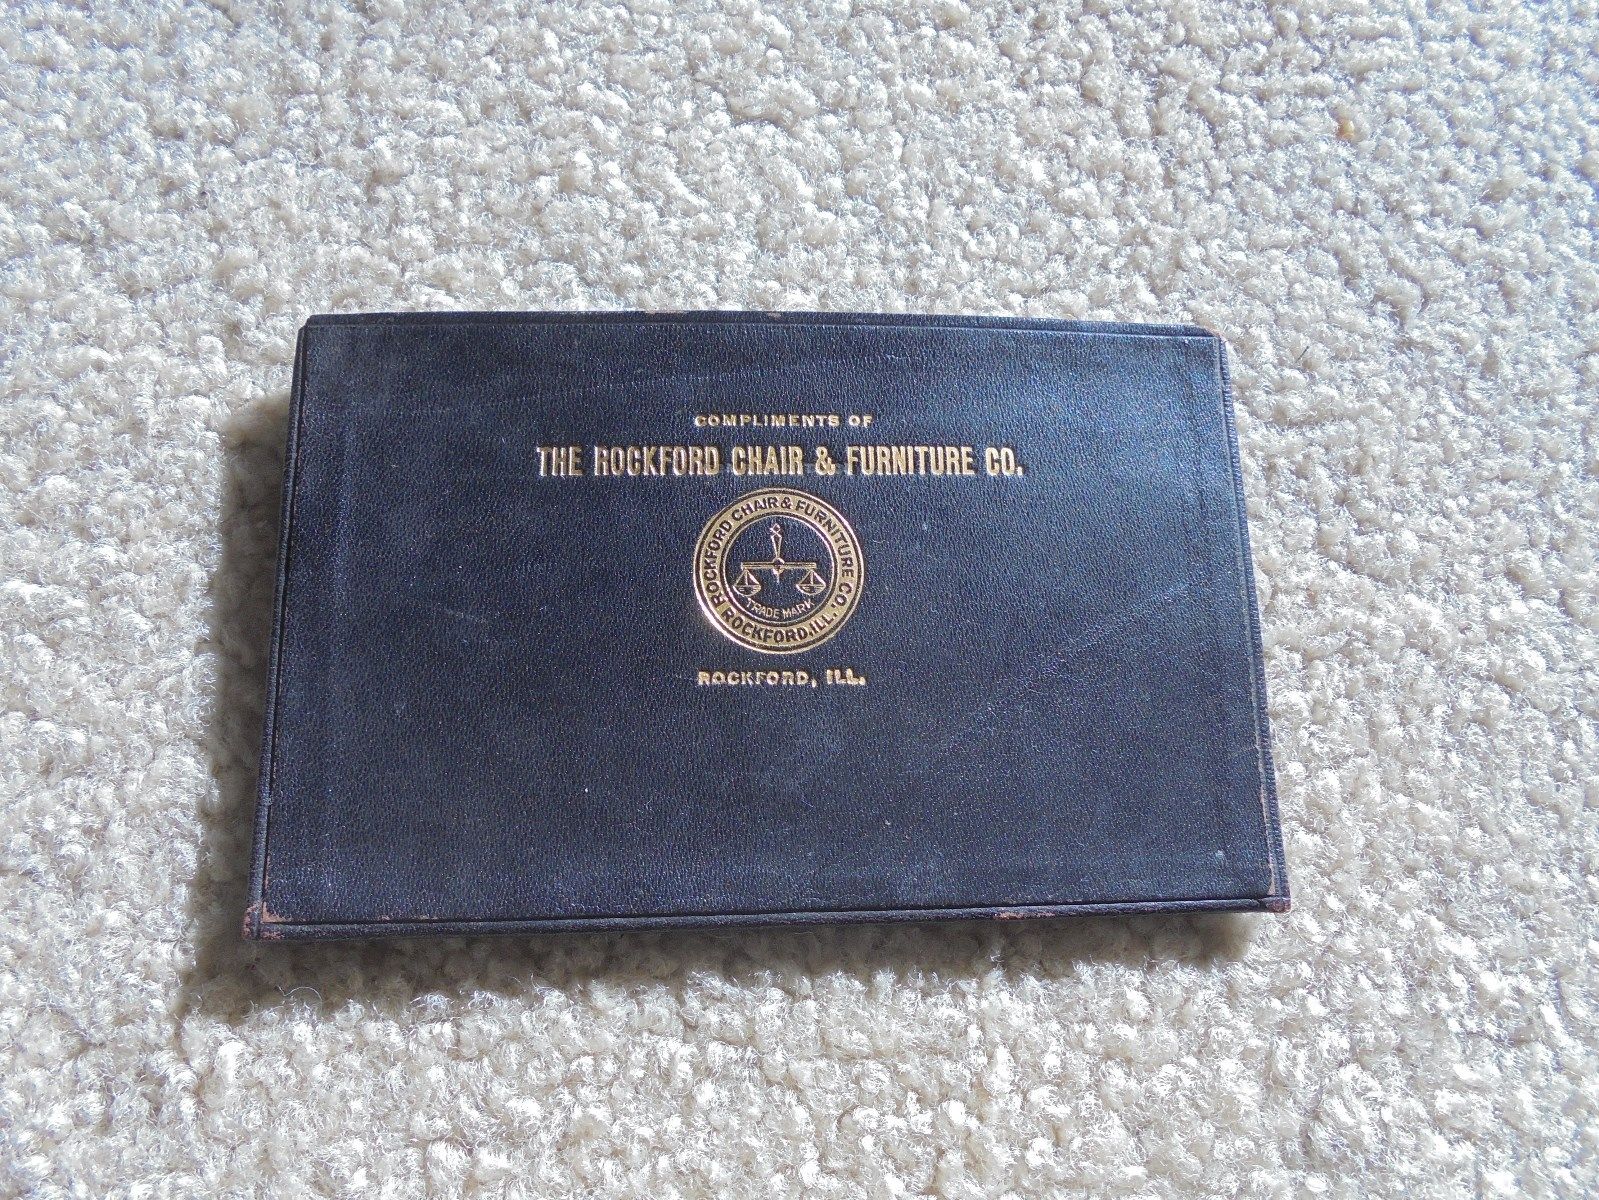 COMPLIMENTS OF
THE ROCKFORD CHAIR & FURNITURE CO.
ROCKFORD CHAIR & FURNITURE CO.
TRADE MARK
ROCKFORD, ILL.
ROCKFORD, ILL.